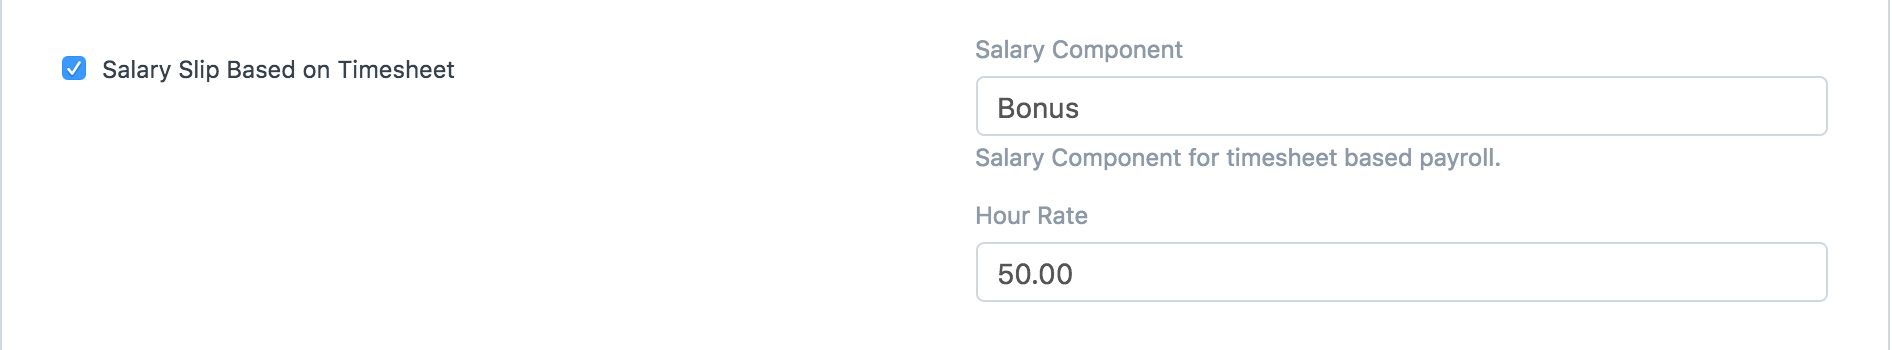 Salary Slip Based on Timesheet
Salary Component
Bonus
Salary Component for timesheet based payroll.
Hour Rate
50.00